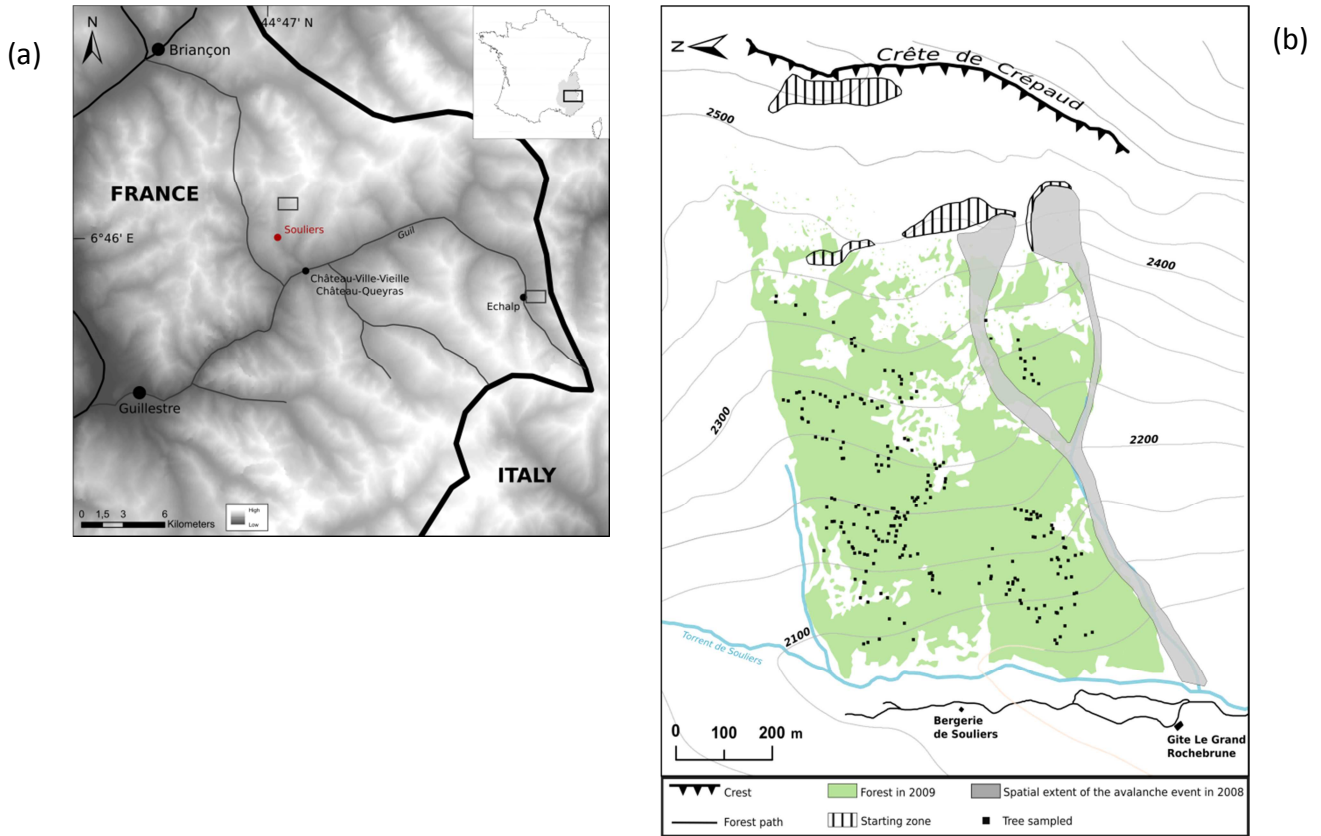 (a)
N
44°47' N
Briançon
FRANCE
Souliers
6°46' E
Guil
Château-Ville-Vieille
Château-Queyras
Echalp
Guillestre
ITALY
0 1,5 3 6
Kilometers
High
Low
(b)
N
Crête de Crépaud
2500
2400
2300
2200
2100
Torrent de Souliers
Bergerie
de Souliers
Gite Le Grand
Rochebrune
0 100 200 m
Crest
Forest in 2009
Spatial extent of the avalanche event in 2008
Forest path
Starting zone
Tree sampled